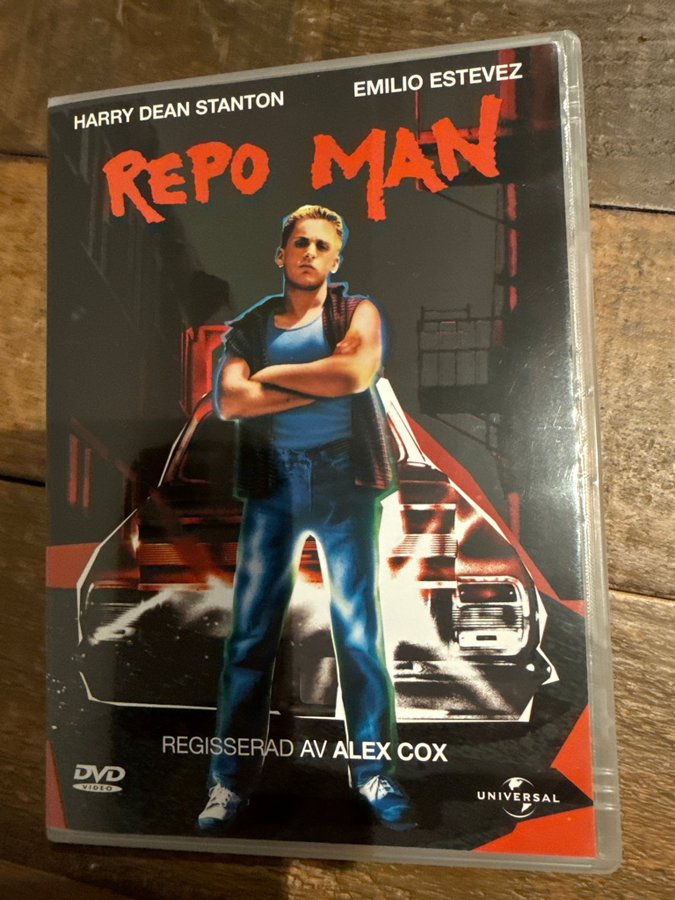 HARRY DEAN STANTON
EMILIO ESTEVEZ
REPO MAN
REGISSERAD AV ALEX COX
DVD
VIDEO
UNIVERSAL